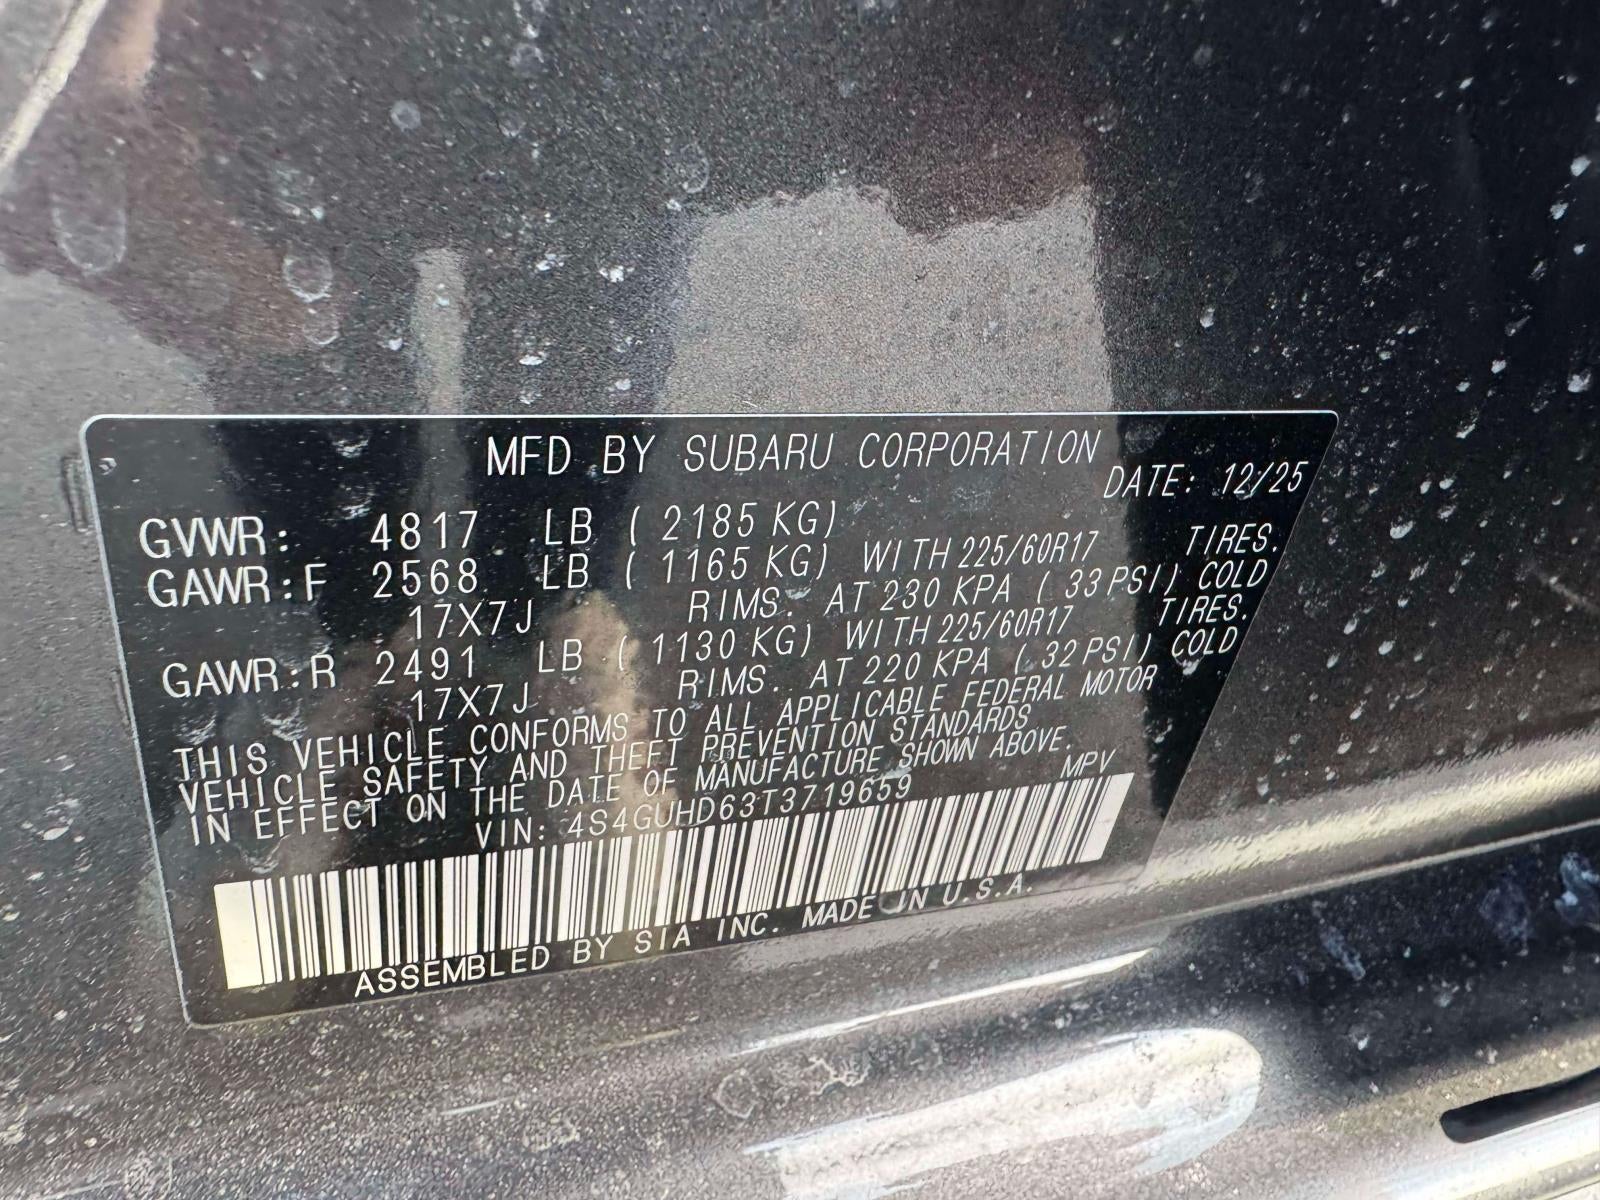 MFD BY SUBARU CORPORATION
DATE: 12/25
GVWR: 4817 LB ( 2185 KG)
GAWR:F 2568 LB ( 1165 KG) WITH 225/60R17 TIRES.
17X7J RIMS. AT 230 KPA ( 33 PSI) COLD
GAWR:R 2491 LB ( 1130 KG) WITH 225/60R17 TIRES.
17X7J RIMS. AT 220 KPA ( 32 PSI) COLD
THIS VEHICLE CONFORMS TO ALL APPLICABLE FEDERAL MOTOR
VEHICLE SAFETY AND THEFT PREVENTION STANDARDS
IN EFFECT ON THE DATE OF MANUFACTURE SHOWN ABOVE.
VIN: 4S4GUHD63T3719659 MPV
ASSEMBLED BY SIA INC. MADE IN U.S.A.